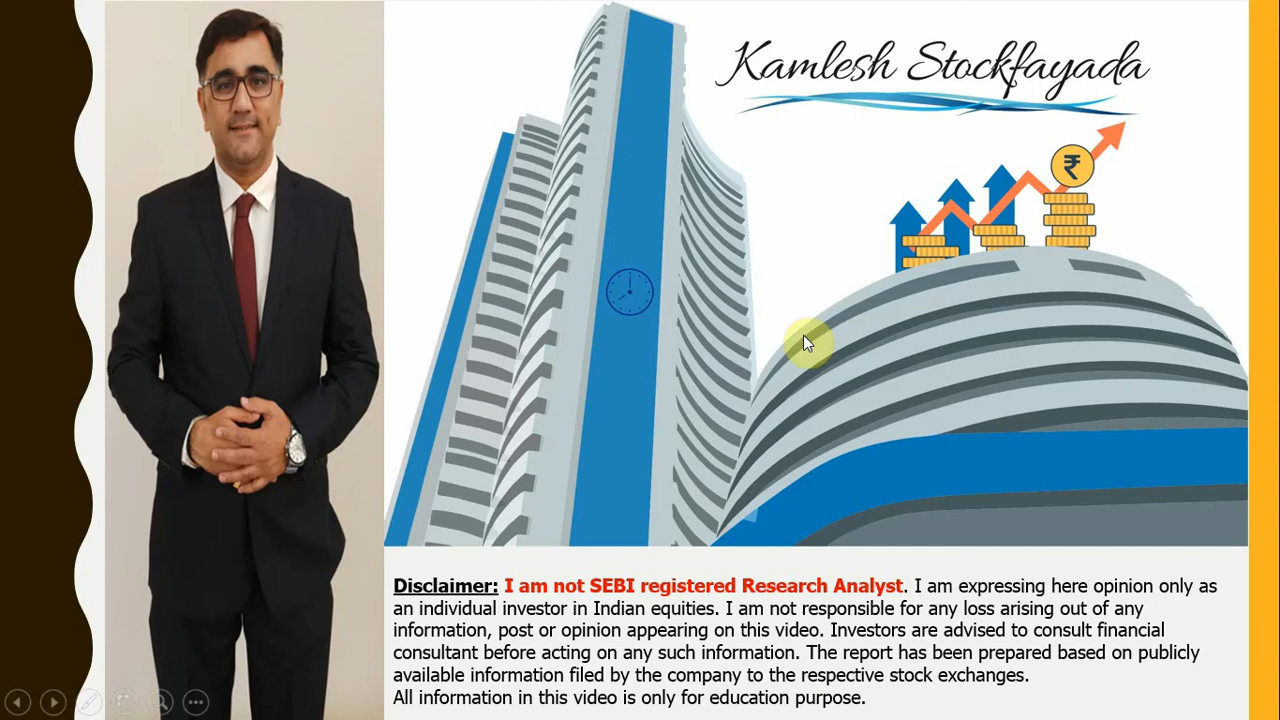 Kamlesh Stockfayada
₹
Disclaimer: I am not SEBI registered Research Analyst. I am expressing here opinion only as
an individual investor in Indian equities. I am not responsible for any loss arising out of any
information, post or opinion appearing on this video. Investors are advised to consult financial
consultant before acting on any such information. The report has been prepared based on publicly
available information filed by the company to the respective stock exchanges.
All information in this video is only for education purpose.